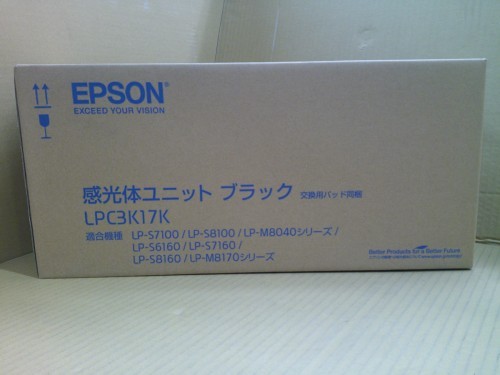 EPSON
EXCEED YOUR VISION
感光体ユニット ブラック 交換用パッド同梱
LPC3K17K
適合機種 LP-S7100 / LP-S8100 / LP-M8040シリーズ /
LP-S6160 / LP-S7160 /
LP-S8160 / LP-M8170シリーズ
Better Products for a Better Future